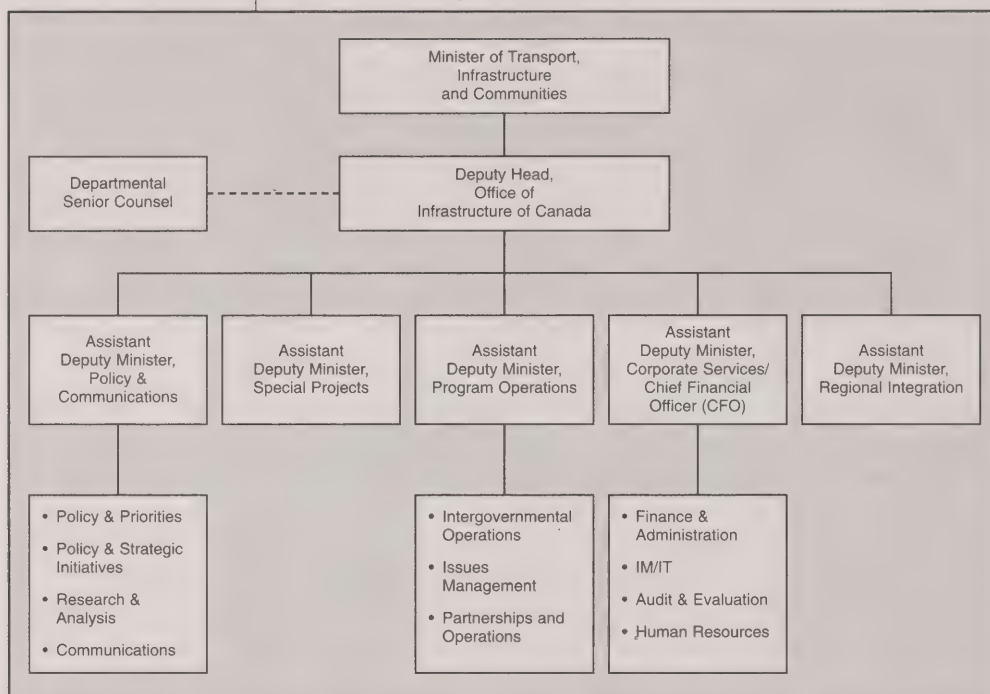 Minister of Transport,
Infrastructure
and Communities
Departmental
Senior Counsel
Deputy Head,
Office of
Infrastructure of Canada
Assistant
Deputy Minister,
Policy &
Communications
Assistant
Deputy Minister,
Special Projects
Assistant
Deputy Minister,
Program Operations
Assistant
Deputy Minister,
Corporate Services/
Chief Financial
Officer (CFO)
Assistant
Deputy Minister,
Regional Integration
• Policy & Priorities
• Policy & Strategic
Initiatives
• Research &
Analysis
• Communications
• Intergovernmental
Operations
• Issues
Management
• Partnerships and
Operations
• Finance &
Administration
• IM/IT
• Audit & Evaluation
• Human Resources